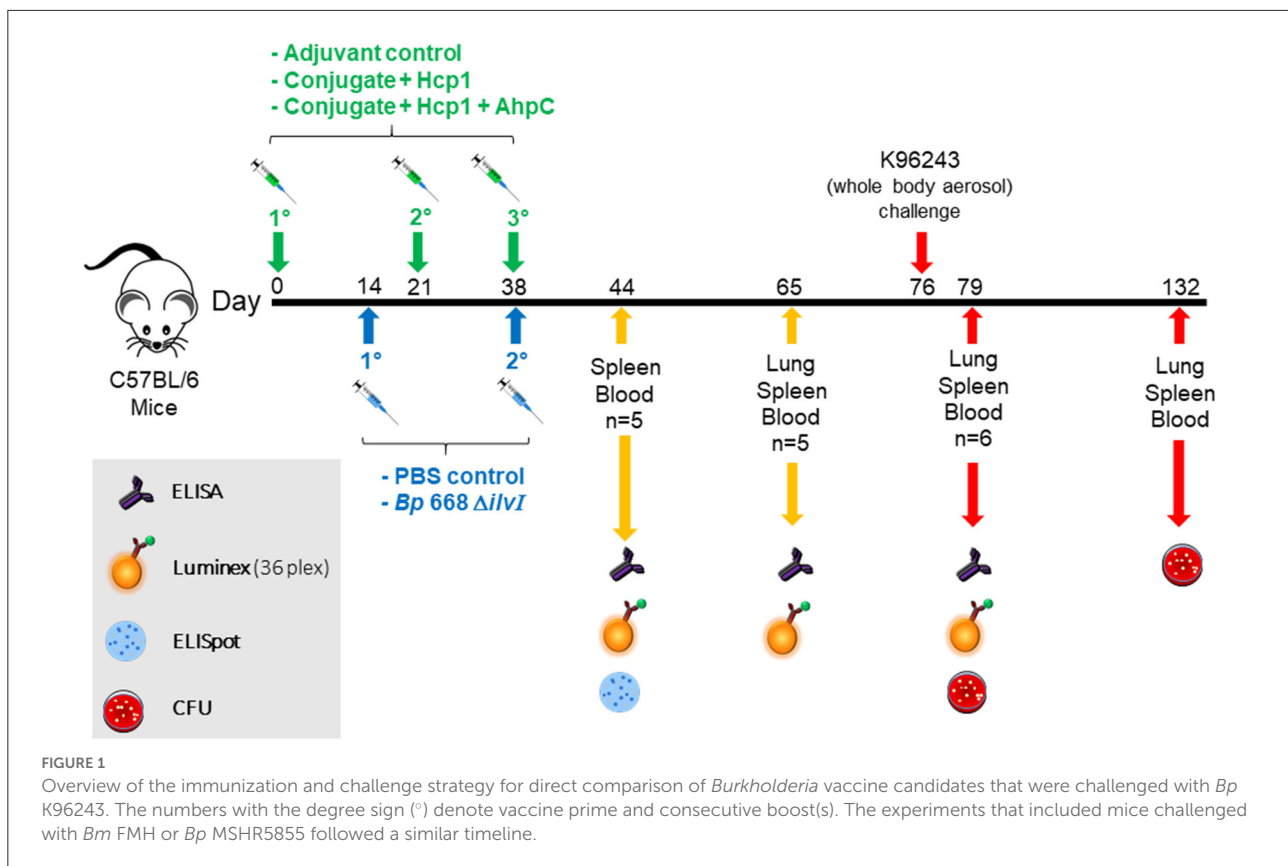 - Adjuvant control
- Conjugate + Hcp1
- Conjugate + Hcp1 + AhpC
K96243
(whole body aerosol)
challenge
1°
2°
3°
Day
0
14
21
38
44
65
76
79
132
C57BL/6
Mice
1°
2°
- PBS control
- Bp 668 ΔilvI
Spleen
Blood
n=5
Lung
Spleen
Blood
n=5
Lung
Spleen
Blood
n=6
Lung
Spleen
Blood
ELISA
Luminex (36 plex)
ELISpot
CFU
FIGURE 1
Overview of the immunization and challenge strategy for direct comparison of Burkholderia vaccine candidates that were challenged with Bp
K96243. The numbers with the degree sign (°) denote vaccine prime and consecutive boost(s). The experiments that included mice challenged
with Bm FMH or Bp MSHR5855 followed a similar timeline.